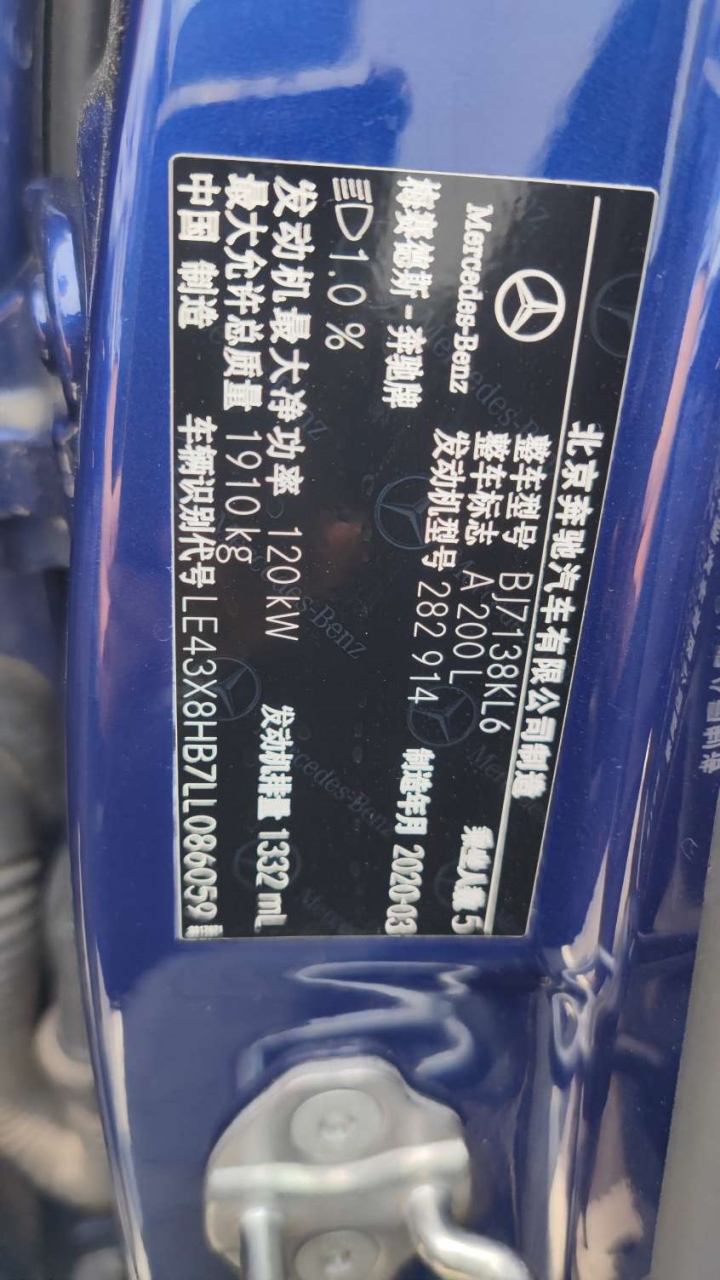 北京奔驰汽车有限公司制造
Mercedes-Benz
整车型号 BJ7138KL6
乘坐人数 5
整车标志 A 200 L
梅赛德斯-奔驰牌
发动机型号 282 914
制造年月 2020-03
1.0 %
发动机最大净功率 120kW
发动机排量 1332 mL
最大允许总质量 1910 kg
中国 制造
车辆识别代号 LE43X8HB7LL086059